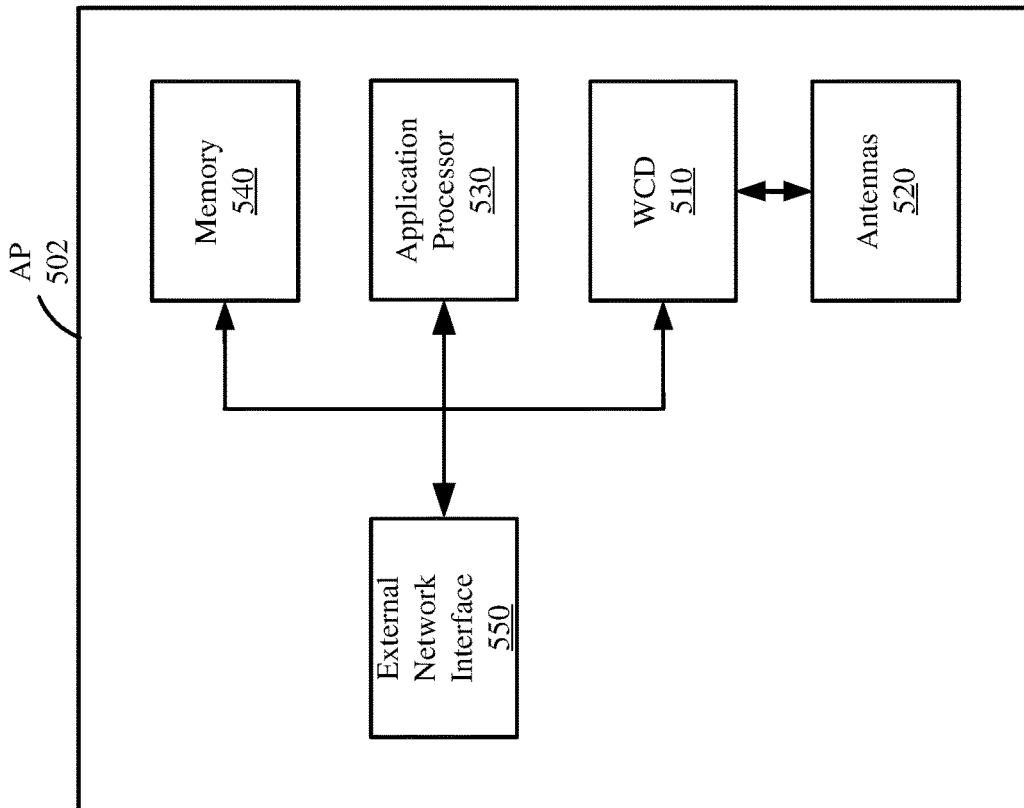 AP
502
Memory
540
Application
Processor
530
WCD
510
Antennas
520
External
Network
Interface
550